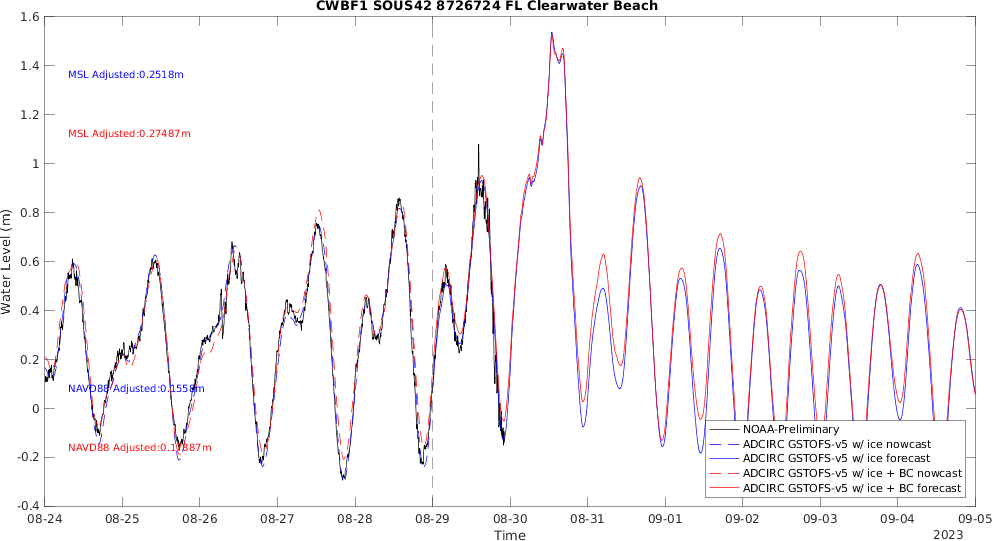 CWBF1 SOUS42 8726724 FL Clearwater Beach
1.6
1.4
1.2
1
0.8
0.6
0.4
0.2
0
-0.2
-0.4
Water Level (m)
MSL Adjusted:0.2518m
MSL Adjusted:0.27487m
NAVD88 Adjusted:0.1558m
NAVD88 Adjusted:
NOAA-Preliminary
ADCIRC GSTOFS-v5 w/ ice nowcast
ADCIRC GSTOFS-v5 w/ ice forecast
ADCIRC GSTOFS-v5 w/ ice + BC nowcast
ADCIRC GSTOFS-v5 w/ ice + BC forecast
08-24 08-25 08-26 08-27 08-28 08-29 08-30 08-31 09-01 09-02 09-03 09-04 09-05
Time
2023